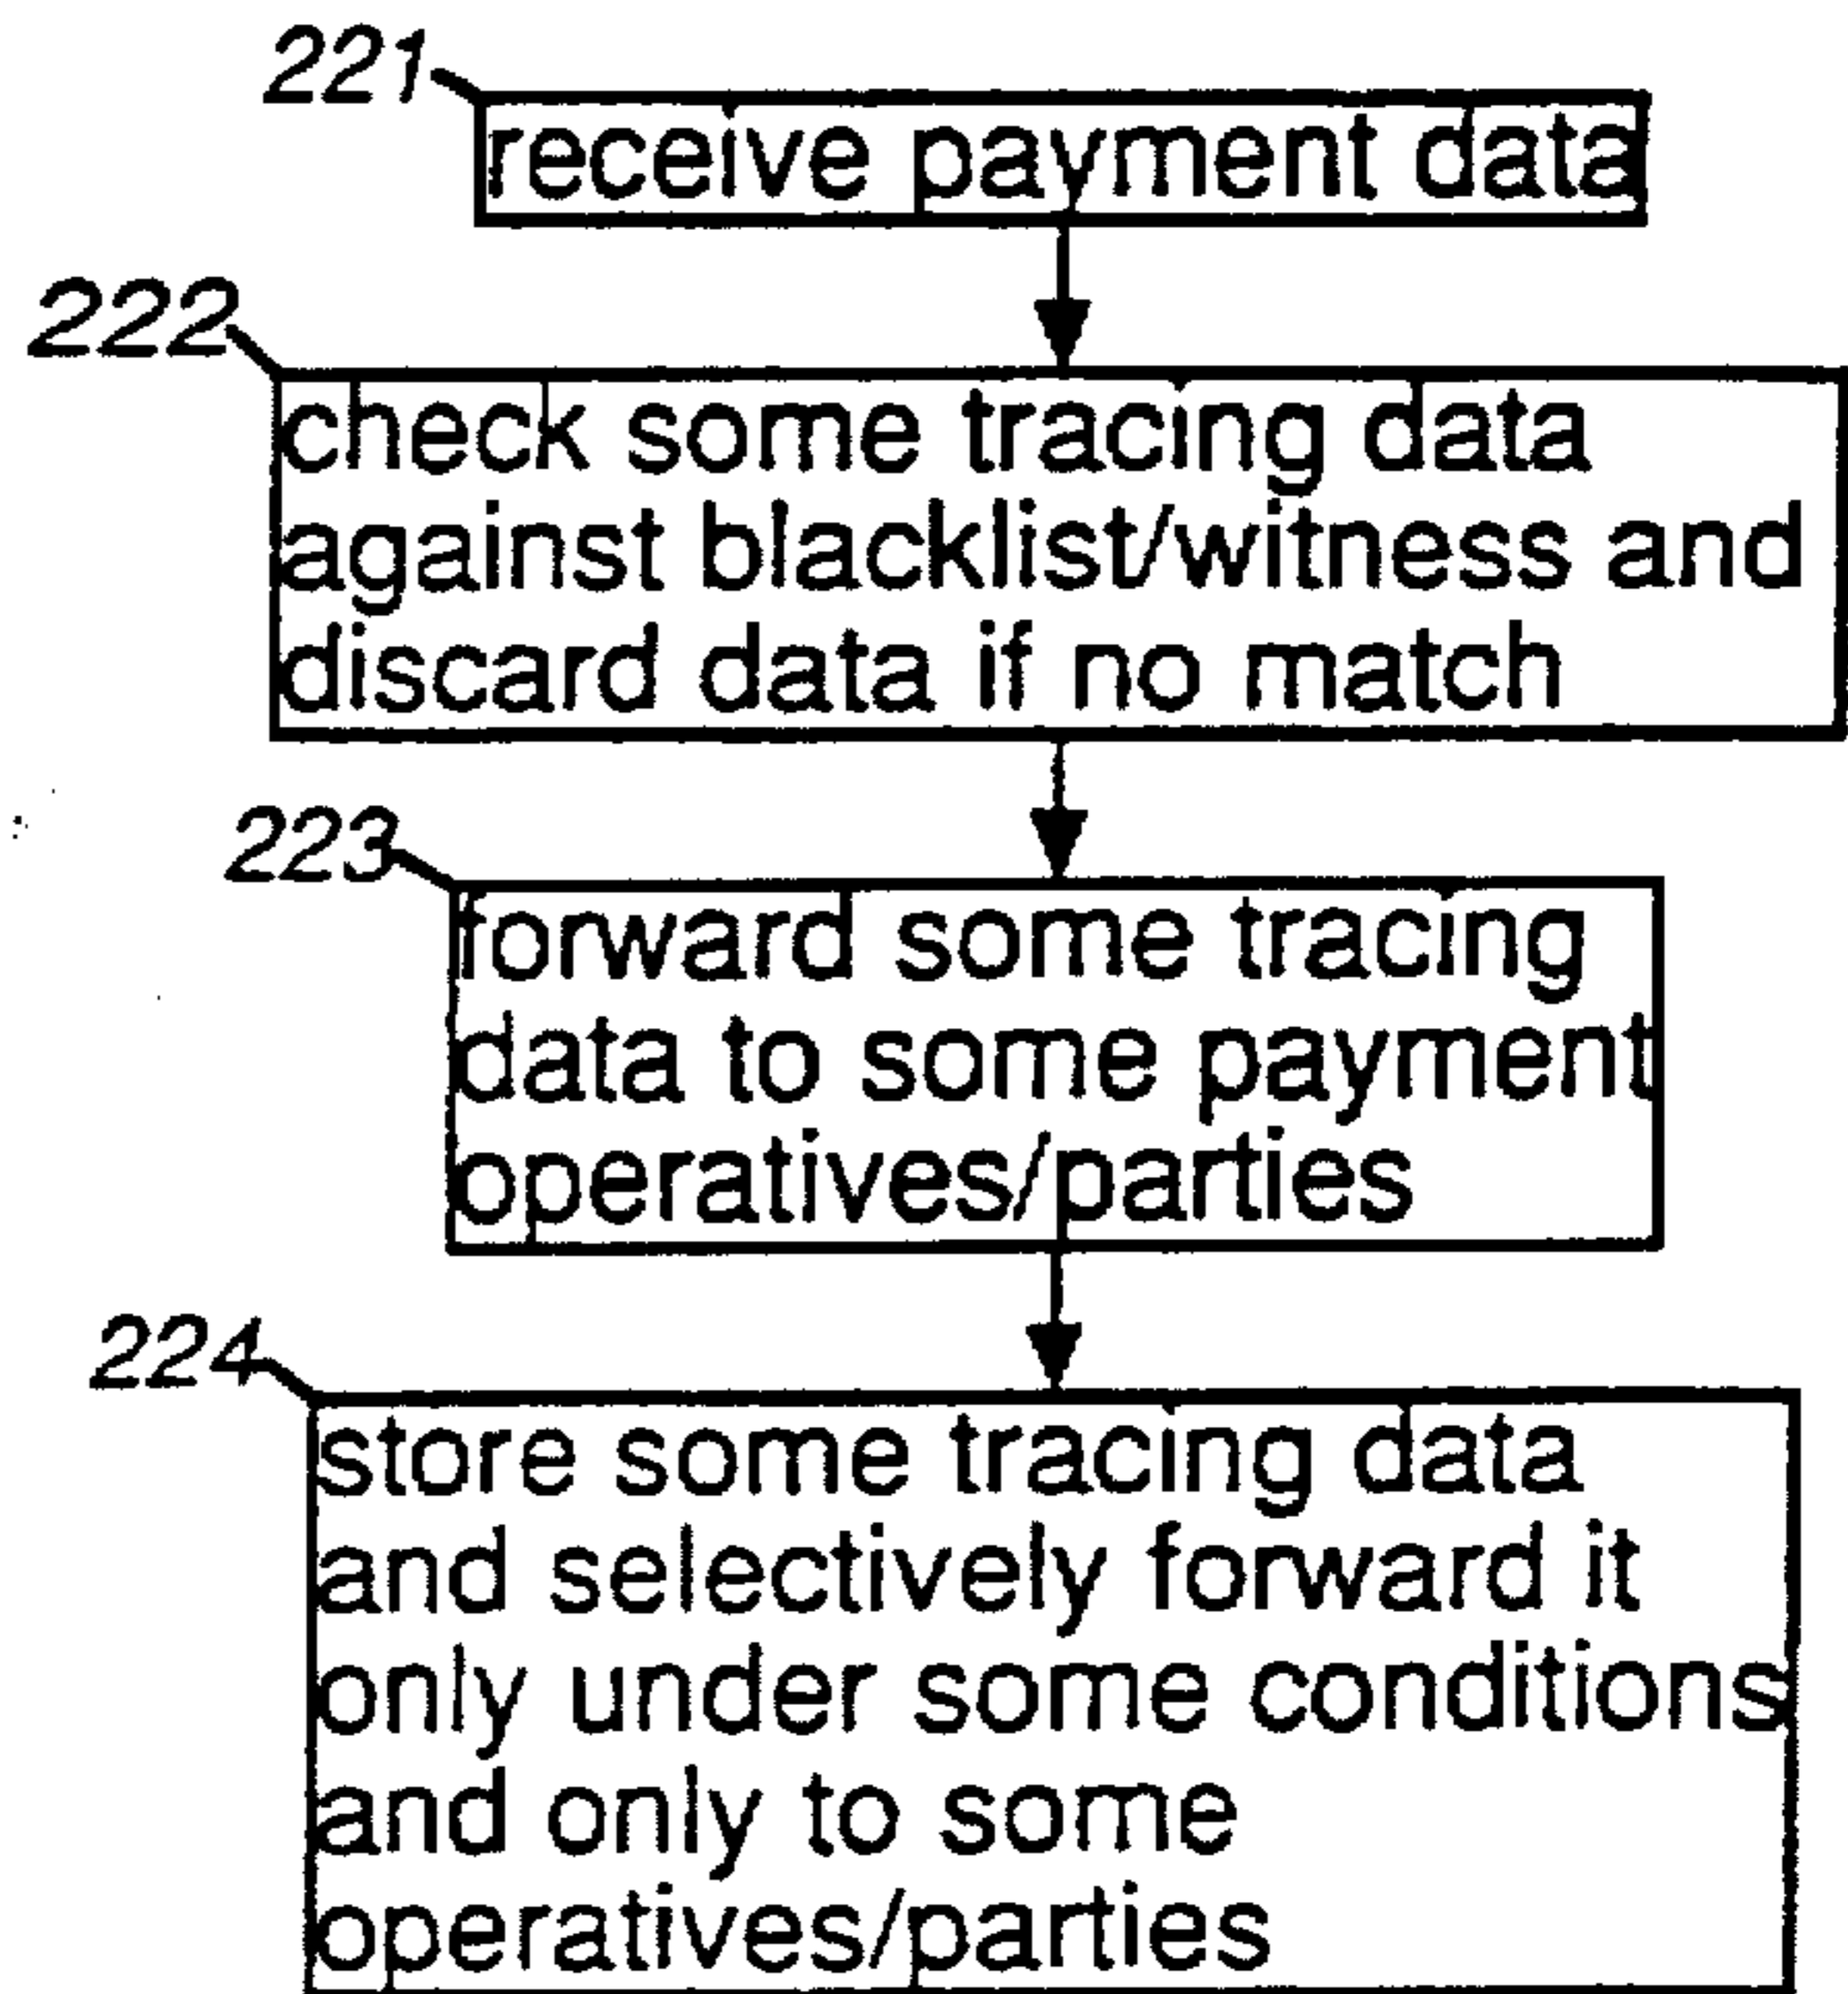 221
receive payment data
222
check some tracing data
against blacklist/witness and
discard data if no match
223
forward some tracing
data to some payment
operatives/parties
224
store some tracing data
and selectively forward it
only under some conditions
and only to some
operatives/parties